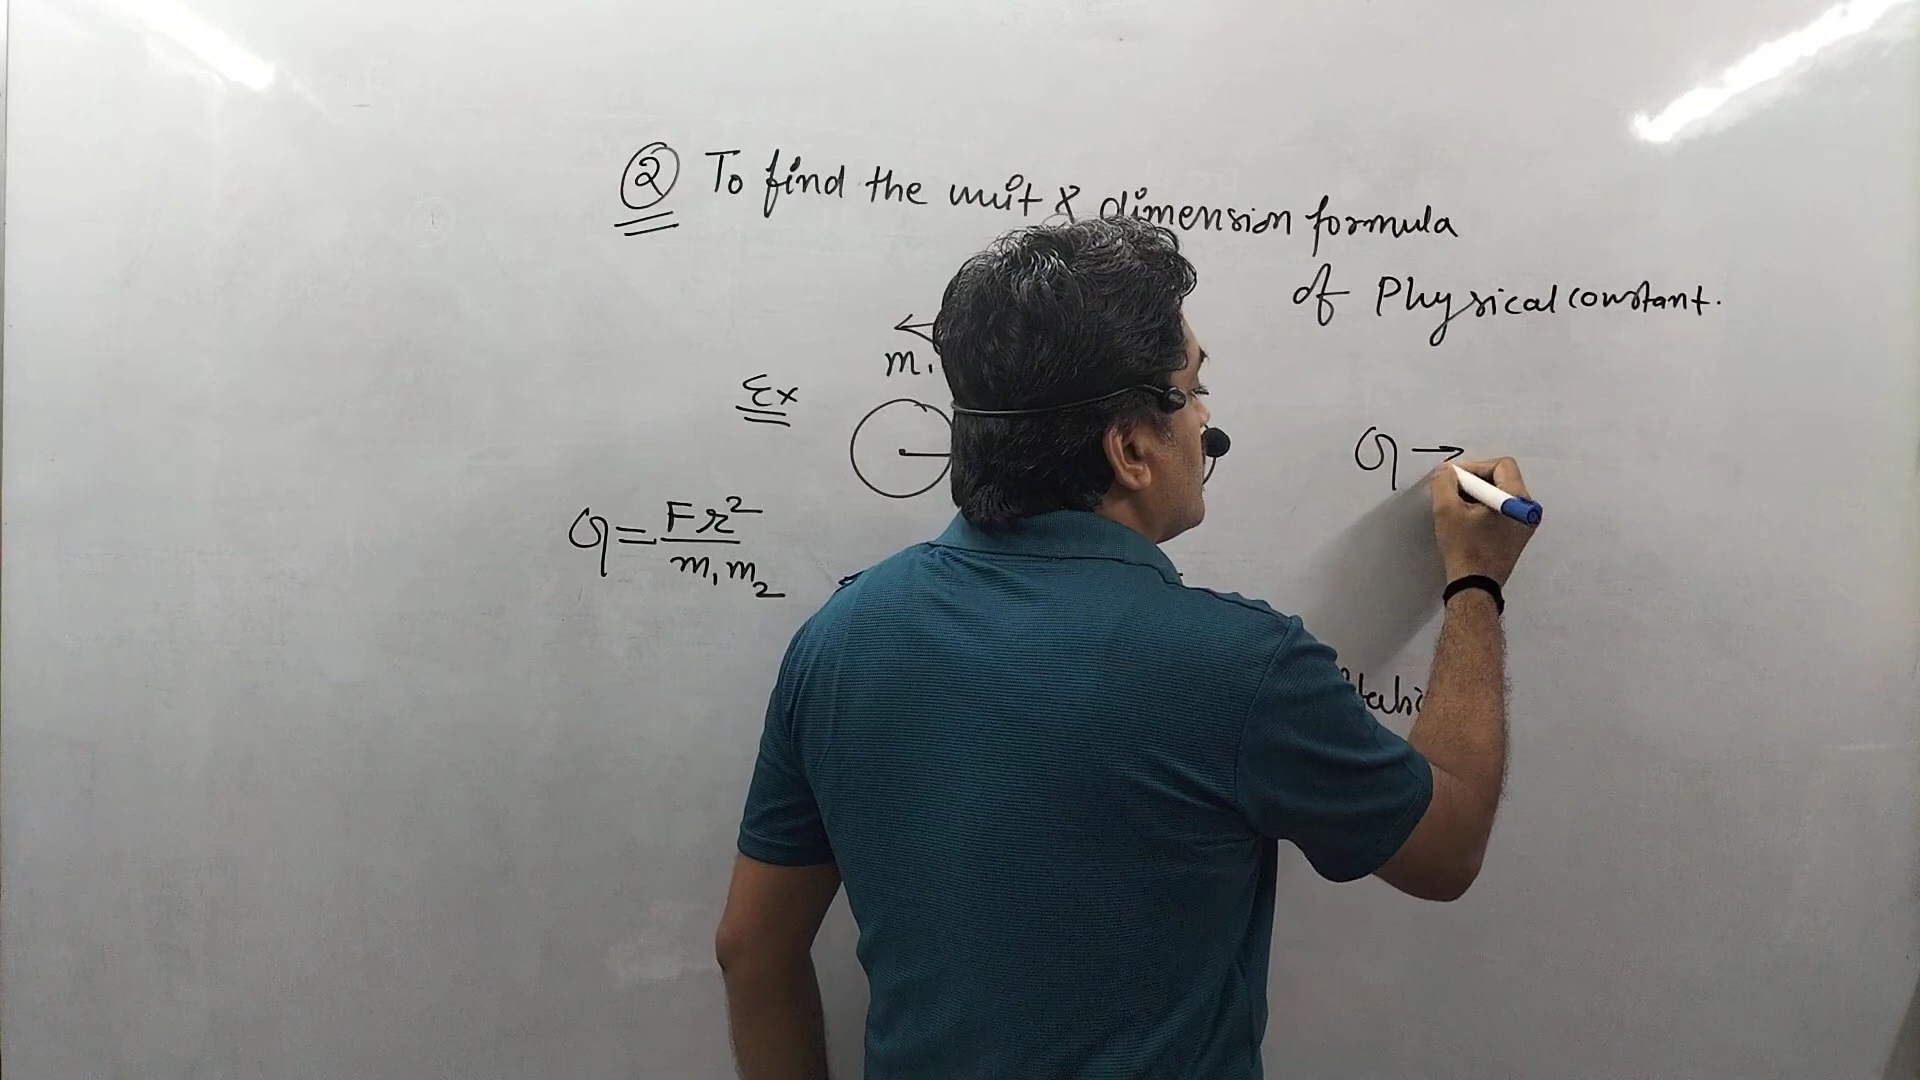 ② To find the unit & dimension formula
of Physical constant.
m₁
Ex
G →
G = Fr²
m₁m₂